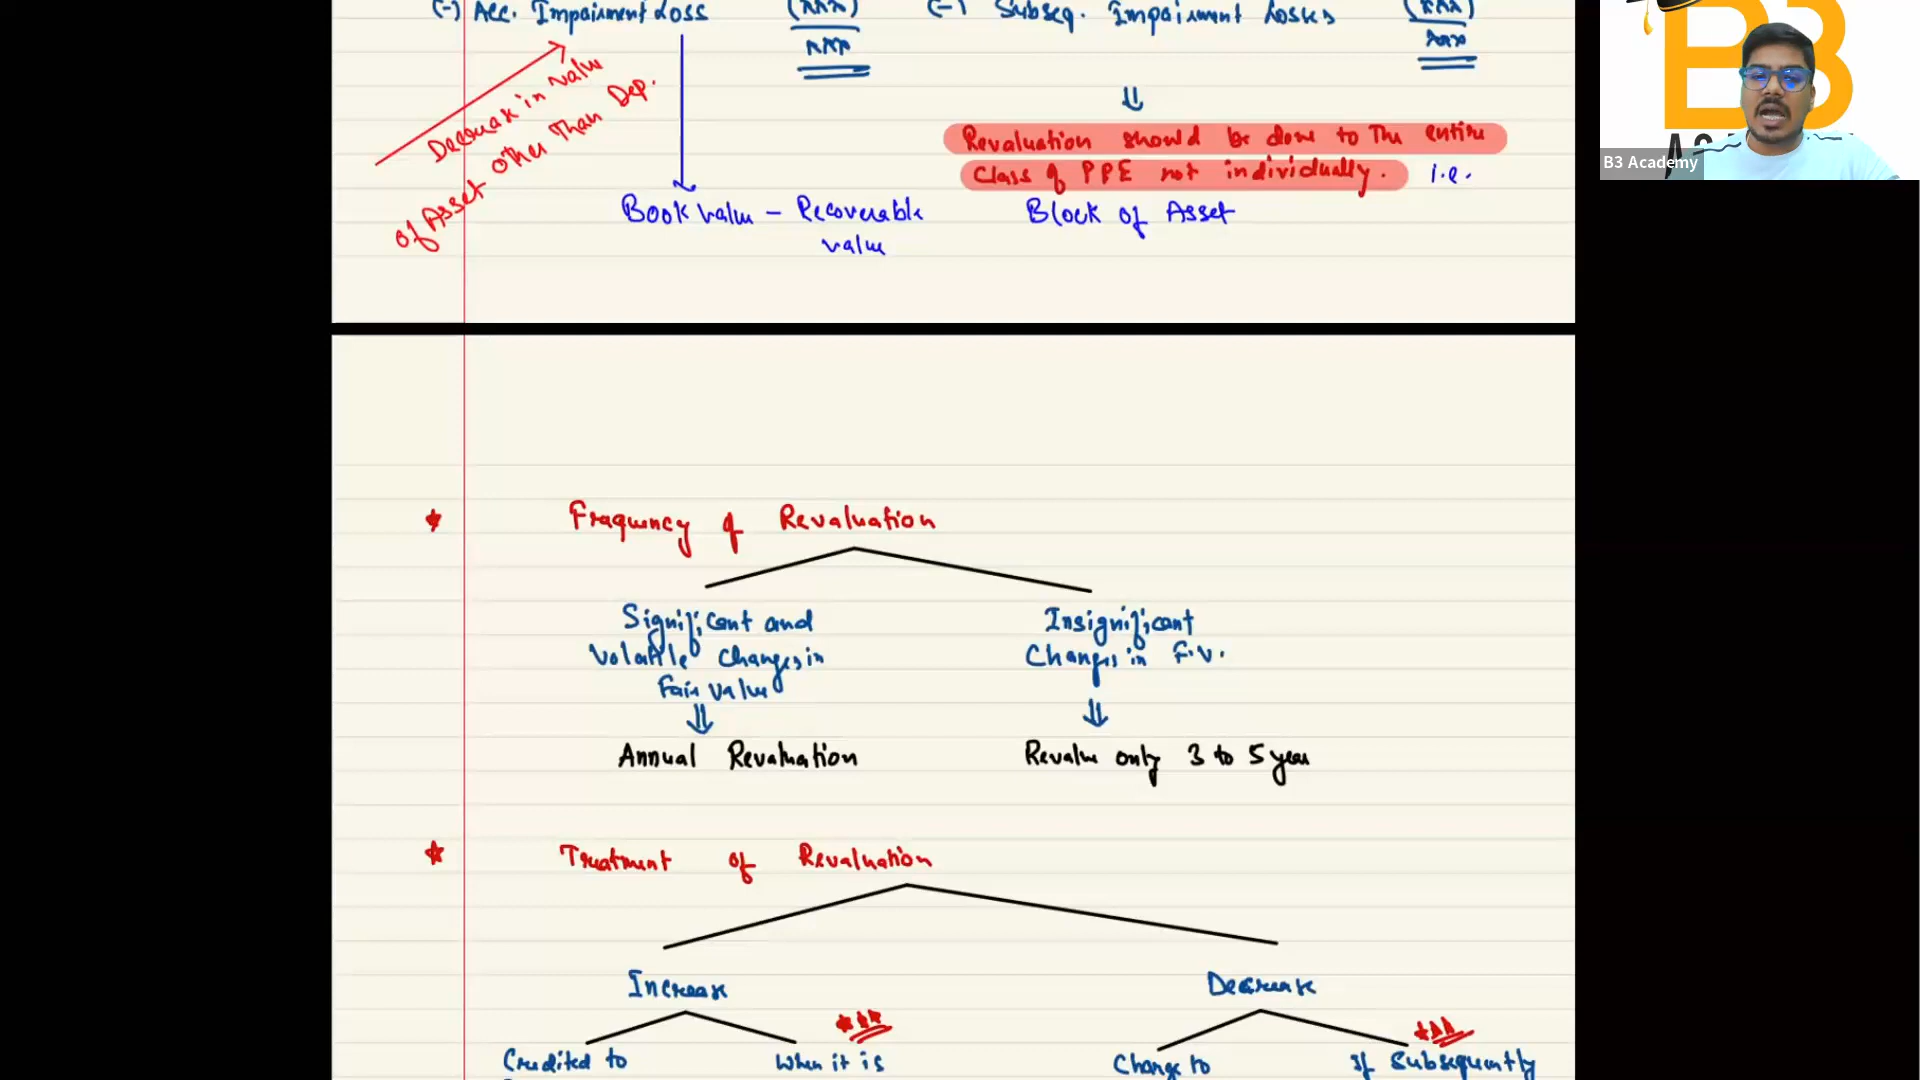 (-) Acc. Impairment Loss (xxx)
xxx
(-) Subseq. Impairment Losses (xxx)
xxx
Decrease in value
of Asset other Than Dep.
Revaluation should be done to The entire
Class of PPE not individually. i.e.
Book value - Recoverable
value
Block of Asset
B3
B3 Academy
Frequency of Revaluation
Significant and
Volatile Changes in
Fair value
Annual Revaluation
Insignificant
Changes in F.V.
Revalue only 3 to 5 year
Treatment of Revaluation
Increase
Decrease
Credited to
When it is
Change to
If Subsequently